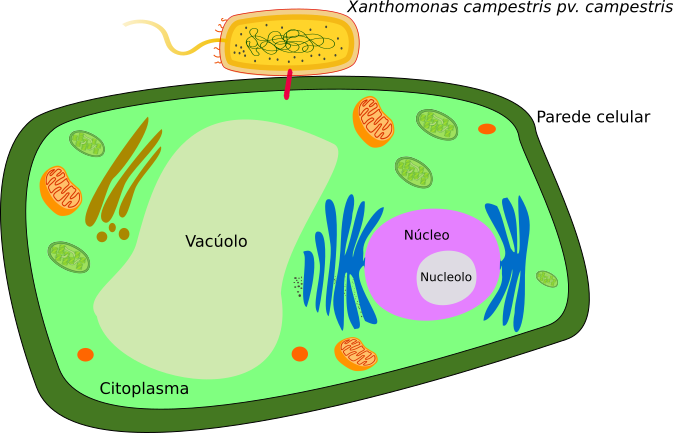 Xanthomonas campestris pv. campestris
Parede celular
Vacúolo
Núcleo
Nucleolo
Citoplasma